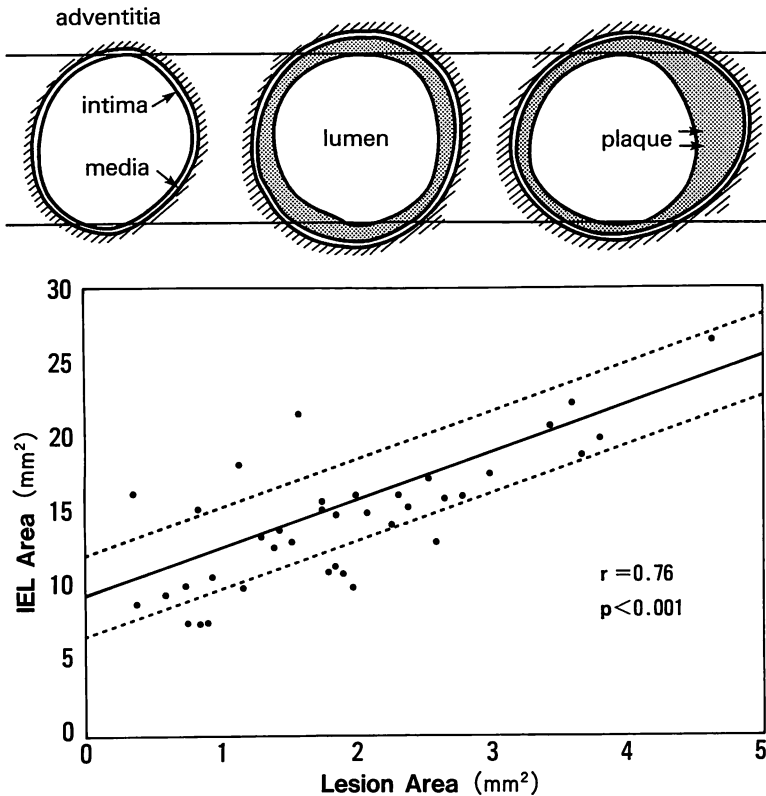 adventitia
intima
media
lumen
plaque
30
25
20
15
10
5
0
IEL Area (mm²)
r=0.76
p<0.001
0 1 2 3 4 5
Lesion Area (mm²)